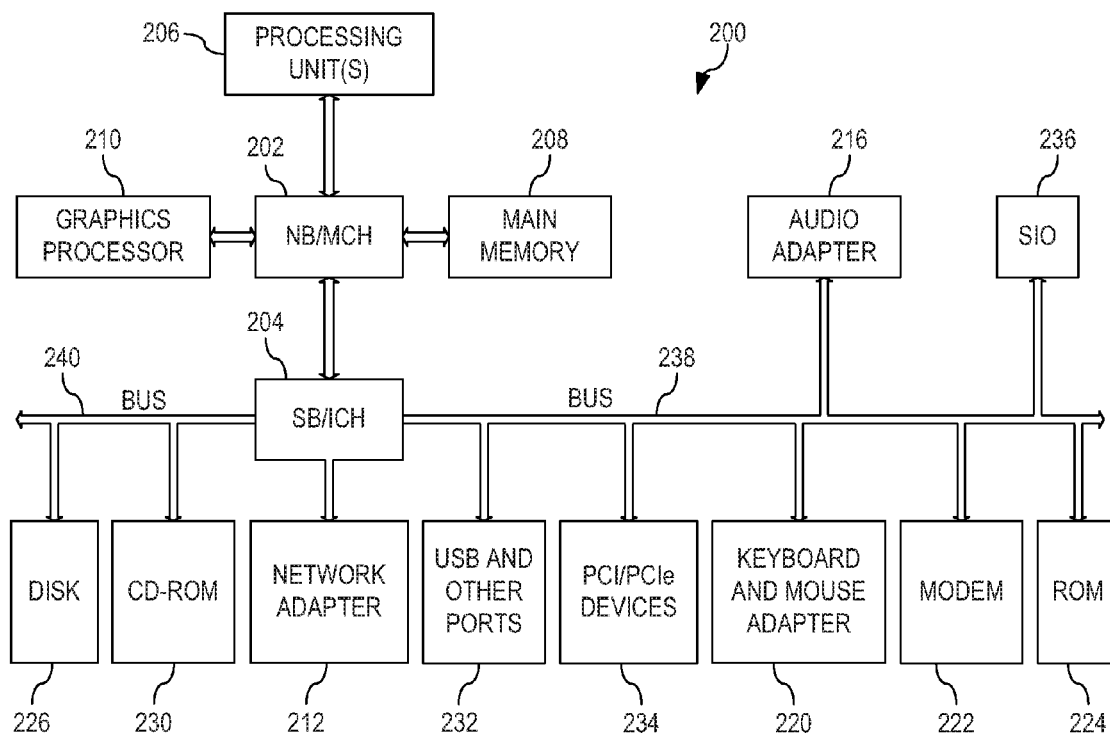 206
PROCESSING
UNIT(S)
200
210
202
208
216
236
GRAPHICS
PROCESSOR
NB/MCH
MAIN
MEMORY
AUDIO
ADAPTER
SIO
204
240
238
BUS
SB/ICH
BUS
DISK
CD-ROM
NETWORK
ADAPTER
USB AND
OTHER
PORTS
PCI/PCIe
DEVICES
KEYBOARD
AND MOUSE
ADAPTER
MODEM
ROM
226
230
212
232
234
220
222
224